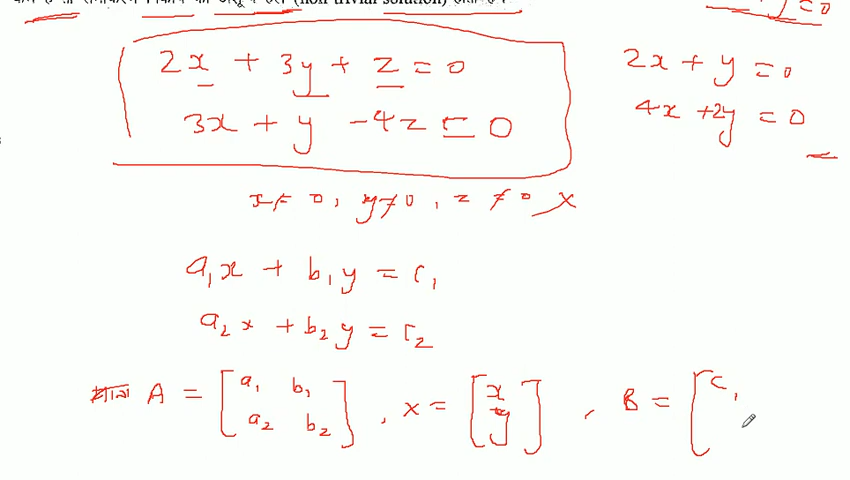 (non-trivial solution)
= 0
2x + 3y + z = 0
3x + y - 4z = 0
2x + y = 0
4x + 2y = 0
x ≠ 0, y ≠ 0, z ≠ 0
a₁x + b₁y = c₁
a₂x + b₂y = c₂
माना A = [a₁ b₁ a₂ b₂], x = [x y], B = [c₁